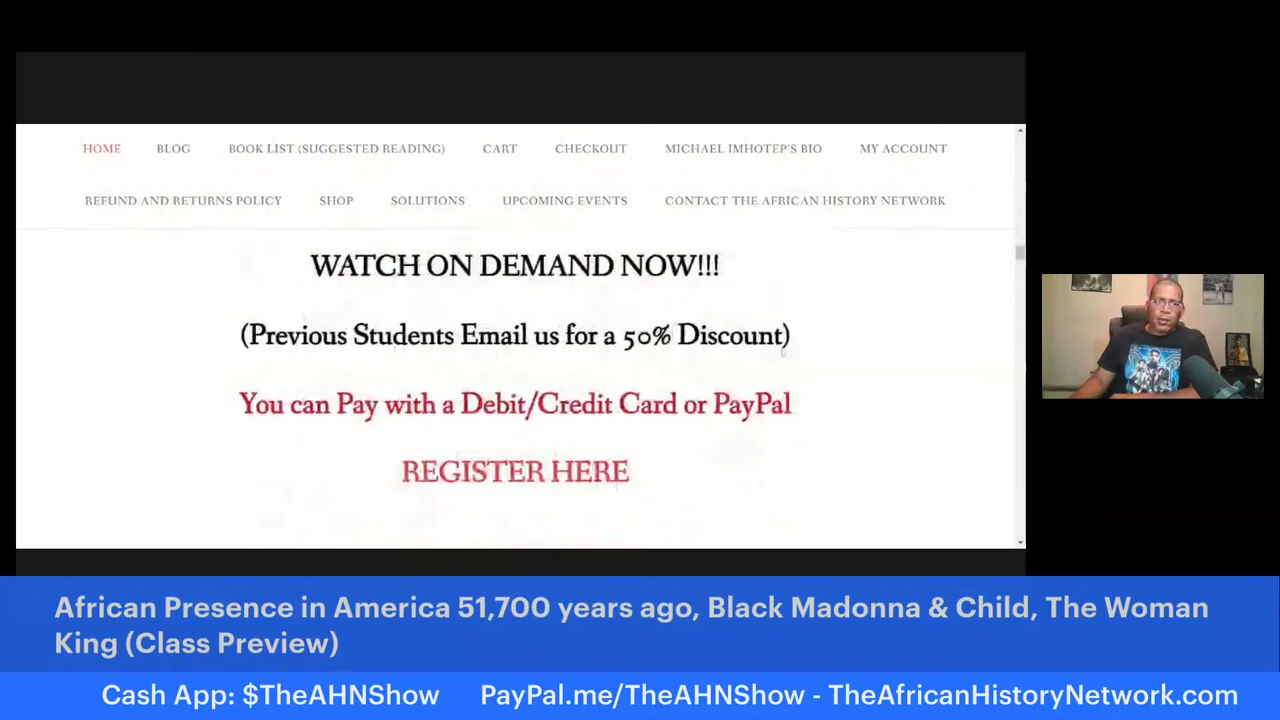 HOME BLOG BOOK LIST (SUGGESTED READING) CART CHECKOUT MICHAEL IMHOTEP'S BIO MY ACCOUNT
REFUND AND RETURNS POLICY SHOP SOLUTIONS UPCOMING EVENTS CONTACT THE AFRICAN HISTORY NETWORK
WATCH ON DEMAND NOW!!!
(Previous Students Email us for a 50% Discount)
You can Pay with a Debit/Credit Card or PayPal
REGISTER HERE
African Presence in America 51,700 years ago, Black Madonna & Child, The Woman
King (Class Preview)
Cash App: $TheAHNShow PayPal.me/TheAHNShow - TheAfricanHistoryNetwork.com